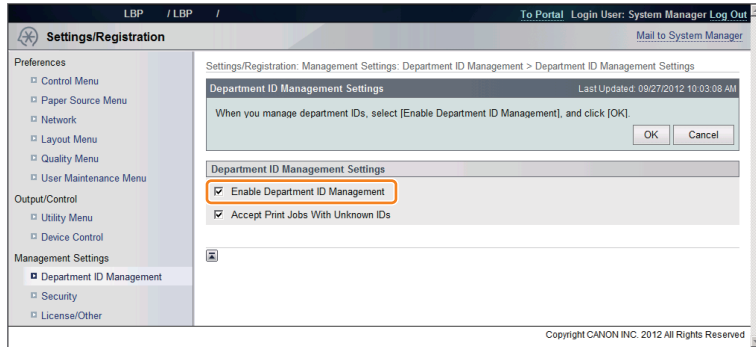 LBP / LBP /
To Portal Login User: System Manager Log Out
Settings/Registration
Mail to System Manager
Preferences
Control Menu
Paper Source Menu
Network
Layout Menu
Quality Menu
User Maintenance Menu
Output/Control
Utility Menu
Device Control
Management Settings
Department ID Management
Security
License/Other
Settings/Registration: Management Settings: Department ID Management > Department ID Management Settings
Department ID Management Settings
Last Updated: 09/27/2012 10:03:08 AM
When you manage department IDs, select [Enable Department ID Management], and click [OK].
OK Cancel
Department ID Management Settings
Enable Department ID Management
Accept Print Jobs With Unknown IDs
Copyright CANON INC. 2012 All Rights Reserved